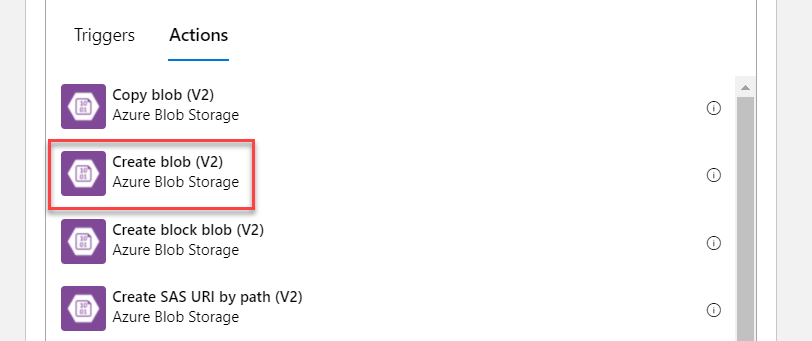 Triggers Actions
Copy blob (V2)
Azure Blob Storage
Create blob (V2)
Azure Blob Storage
Create block blob (V2)
Azure Blob Storage
Create SAS URI by path (V2)
Azure Blob Storage